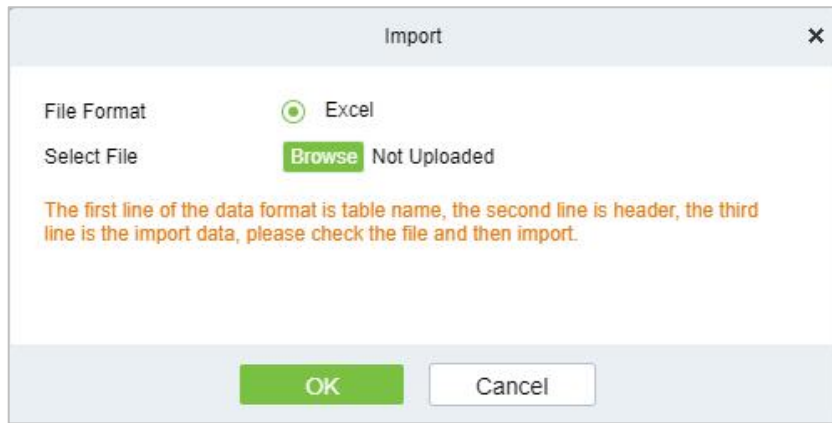 Import
File Format Excel
Select File Browse Not Uploaded
The first line of the data format is table name, the second line is header, the third
line is the import data, please check the file and then import.
OK Cancel